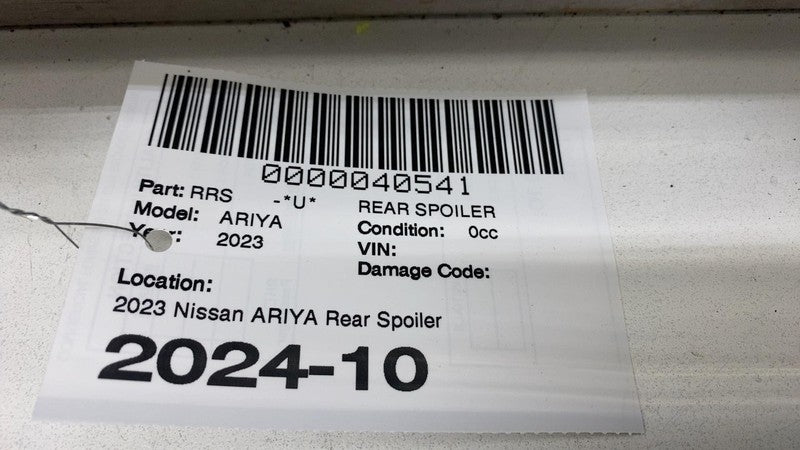 0000040541
Part: RRS -*U* REAR SPOILER
Model: ARIYA Condition: 0cc
Year: 2023 VIN:
Damage Code:
Location:
2023 Nissan ARIYA Rear Spoiler
2024-10